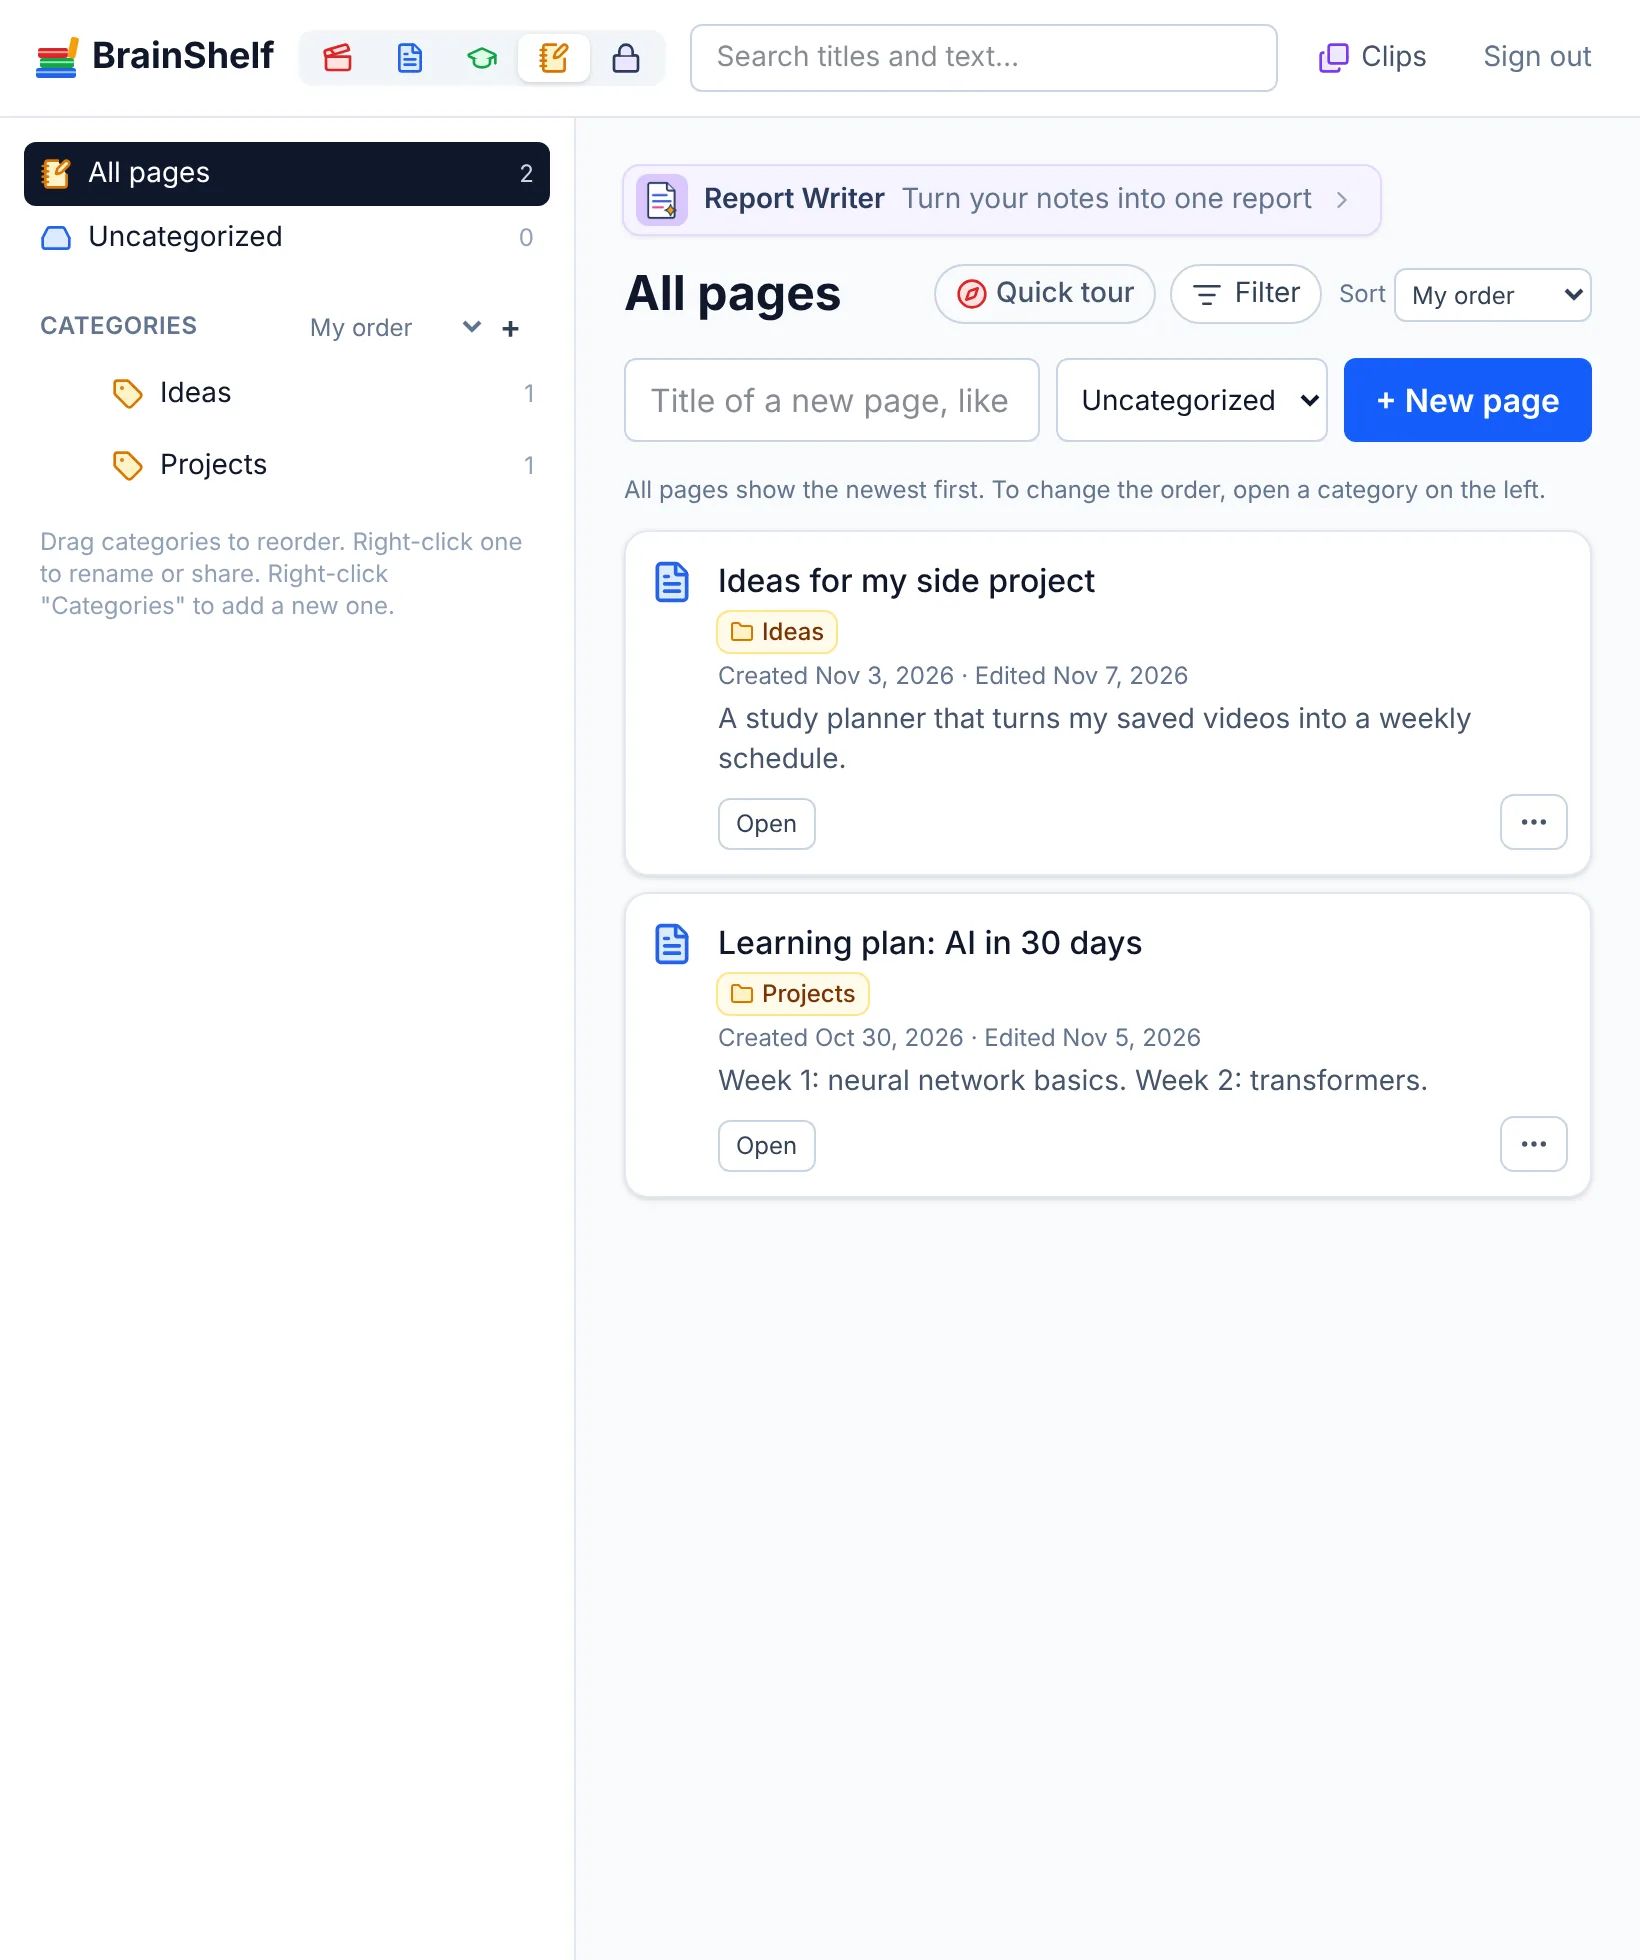 BrainShelf
Search titles and text...
Clips
Sign out
All pages 2
Uncategorized 0
CATEGORIES My order +
Ideas 1
Projects 1
Drag categories to reorder. Right-click one
to rename or share. Right-click
"Categories" to add a new one.
Report Writer Turn your notes into one report
All pages
Quick tour
Filter
Sort My order
Title of a new page, like
Uncategorized
+ New page
All pages show the newest first. To change the order, open a category on the left.
Ideas for my side project
Ideas
Created Nov 3, 2026 · Edited Nov 7, 2026
A study planner that turns my saved videos into a weekly
schedule.
Open
Learning plan: AI in 30 days
Projects
Created Oct 30, 2026 · Edited Nov 5, 2026
Week 1: neural network basics. Week 2: transformers.
Open